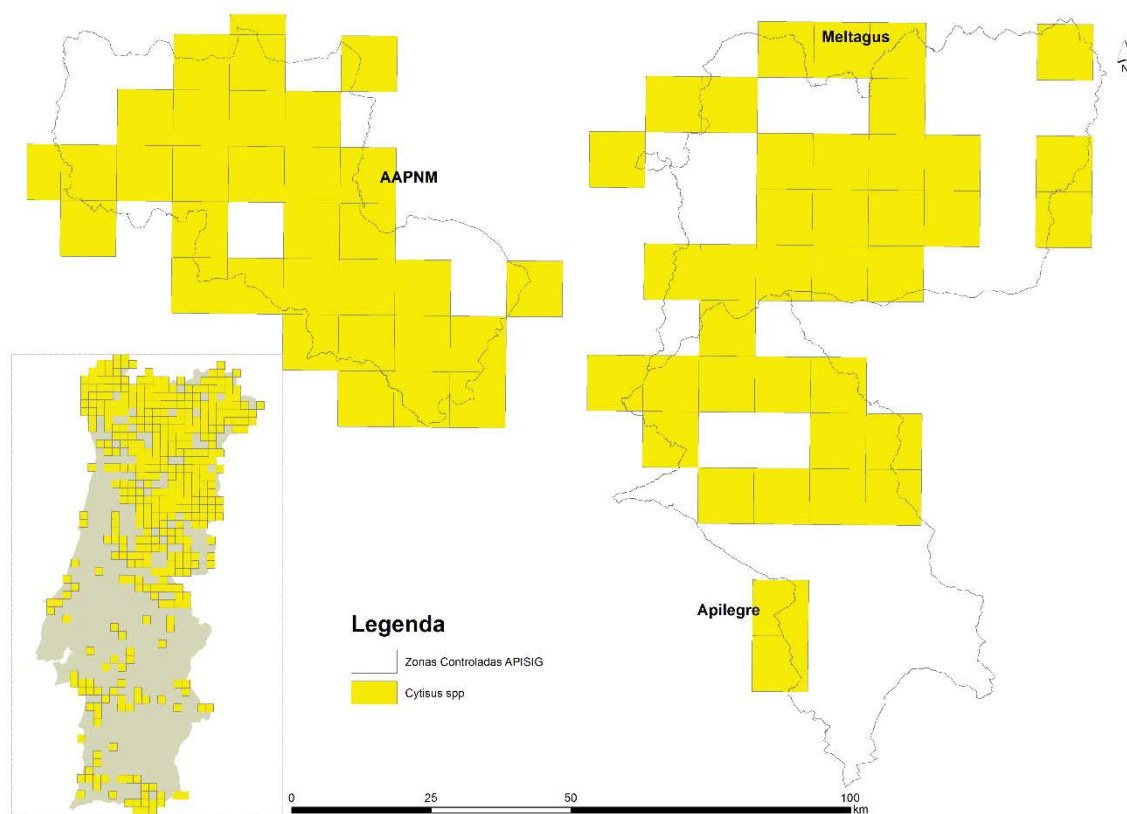 Meltagus
N
AAPNM
Apilegre
Legenda
Zonas Controladas APISIG
Cytisus spp
0 25 50 100
km